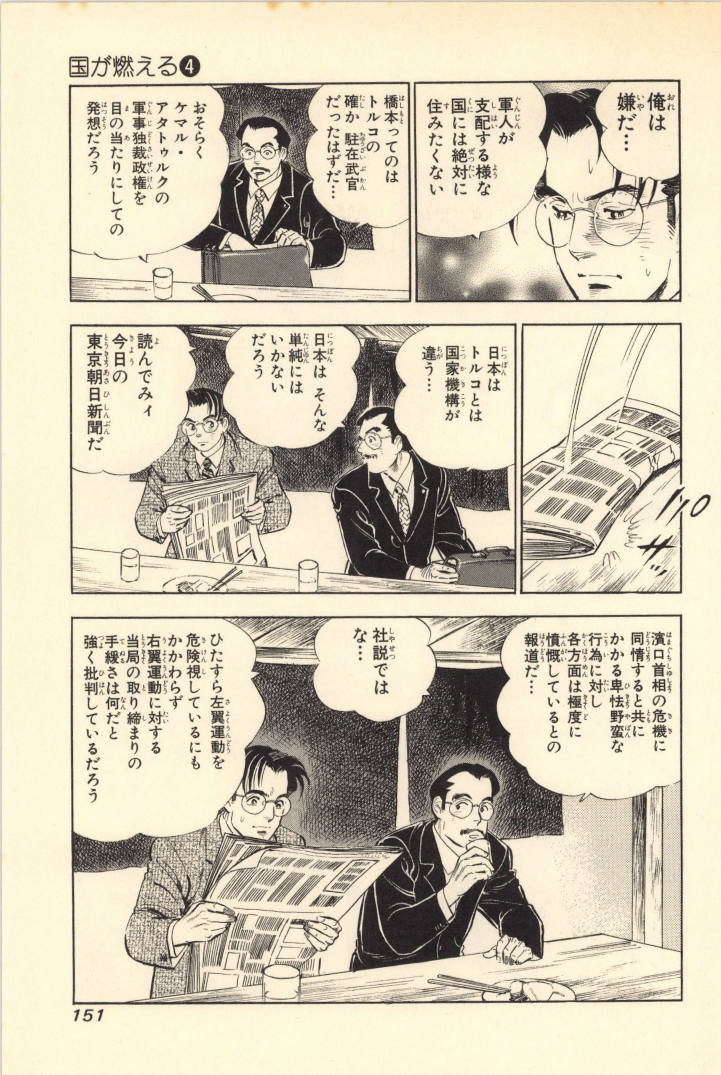 国が燃える④
俺は
嫌だ…
軍人が
支配する様な
国には絶対に
住みたくない
橋本ってのは
トルコの
確か 駐在武官
だったはずだ…
おそらく
ケマル・
アタトゥルクの
軍事独裁政権を
目の当たりにしての
発想だろう
バサッ
日本は
トルコとは
国家機構が
違う…
日本は そんな
単純には
いかない
だろう
読んでみィ
今日の
東京朝日新聞だ
濱口首相の危機に
同情すると共に
かかる卑怯野蛮な
行為に対し
各方面は極度に
憤慨しているとの
報道だ…
社説では
な…
ひたすら左翼運動を
危険視しているにも
かかわらず
右翼運動に対する
当局の取り締まりの
手緩さは何だと
強く批判しているだろう
151